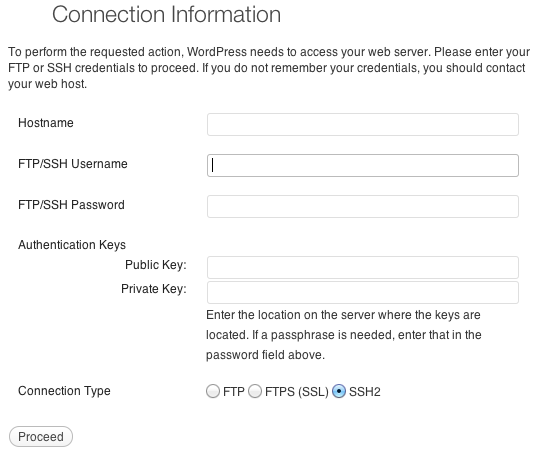 Connection Information
To perform the requested action, WordPress needs to access your web server. Please enter your
FTP or SSH credentials to proceed. If you do not remember your credentials, you should contact
your web host.
Hostname
FTP/SSH Username
FTP/SSH Password
Authentication Keys
Public Key:
Private Key:
Enter the location on the server where the keys are
located. If a passphrase is needed, enter that in the
password field above.
Connection Type FTP FTPS (SSL) SSH2
Proceed